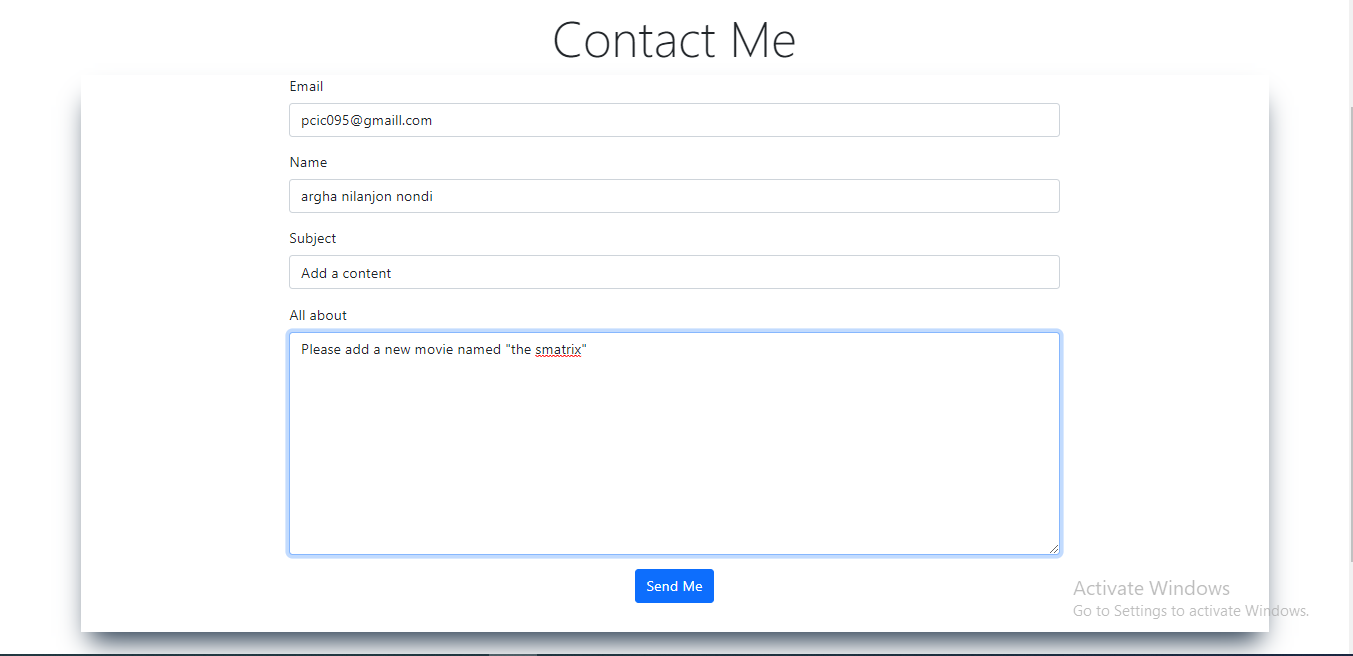 Contact Me
Email
pcic095@gmaill.com
Name
argha nilanjon nondi
Subject
Add a content
All about
Please add a new movie named "the smatrix"
Send Me
Activate Windows
Go to Settings to activate Windows.